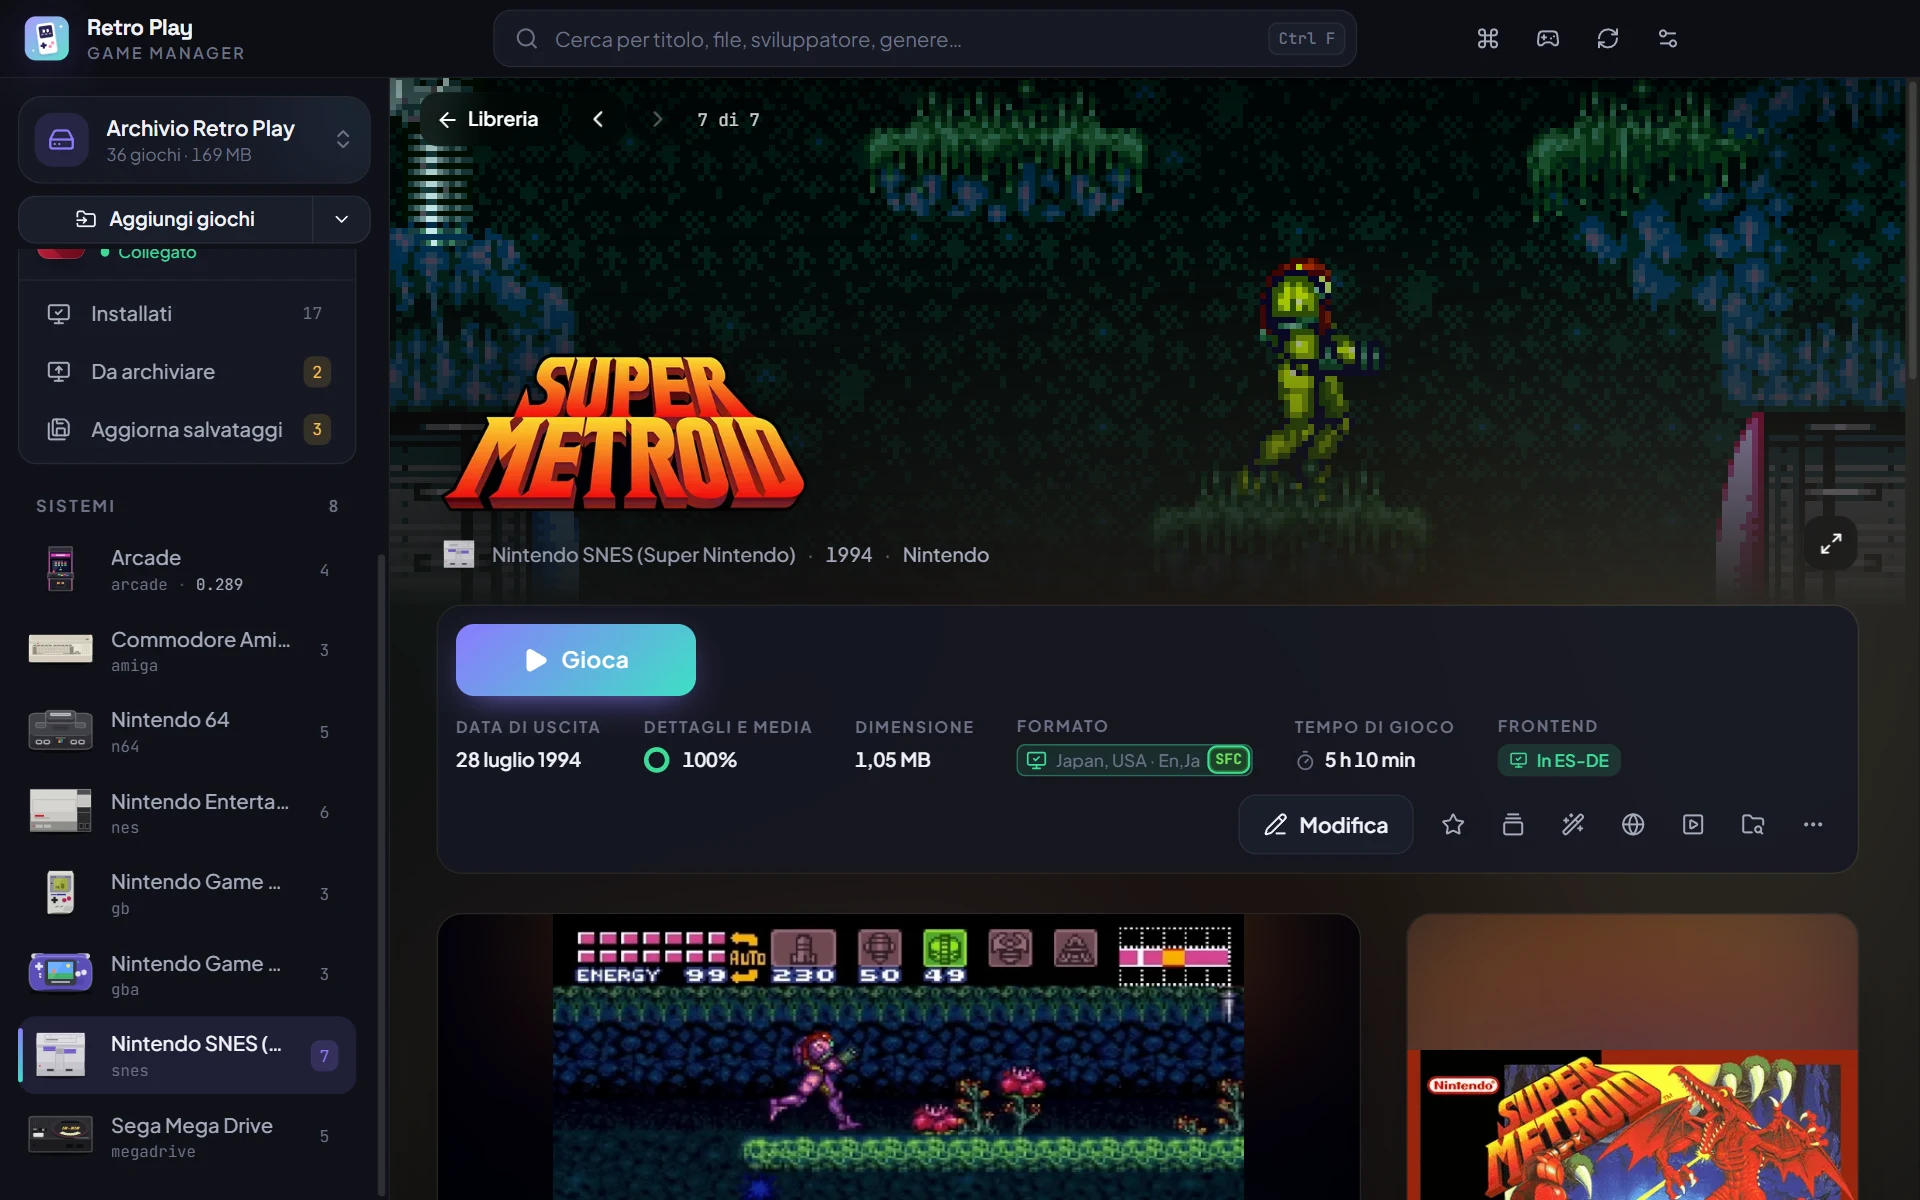 Retro Play
GAME MANAGER
Cerca per titolo, file, sviluppatore, genere...
Ctrl F
Archivio Retro Play
36 giochi · 169 MB
Aggiungi giochi
Collegato
Installati 17
Da archiviare 2
Aggiorna salvataggi 3
SISTEMI 8
Arcade
arcade · 0.289
4
Commodore Ami...
amiga
3
Nintendo 64
n64
5
Nintendo Enterta...
nes
6
Nintendo Game ...
gb
3
Nintendo Game ...
gba
3
Nintendo SNES (...
snes
7
Sega Mega Drive
megadrive
5
Libreria
7 di 7
SUPER
METROID
Nintendo SNES (Super Nintendo) · 1994 · Nintendo
Gioca
DATA DI USCITA
28 luglio 1994
DETTAGLI E MEDIA
100%
DIMENSIONE
1,05 MB
FORMATO
Japan, USA · En,Ja SFC
TEMPO DI GIOCO
5 h 10 min
FRONTEND
In ES-DE
Modifica
AUTO
ENERGY 99 230 50 49
Nintendo
SUPER
METROID
TM